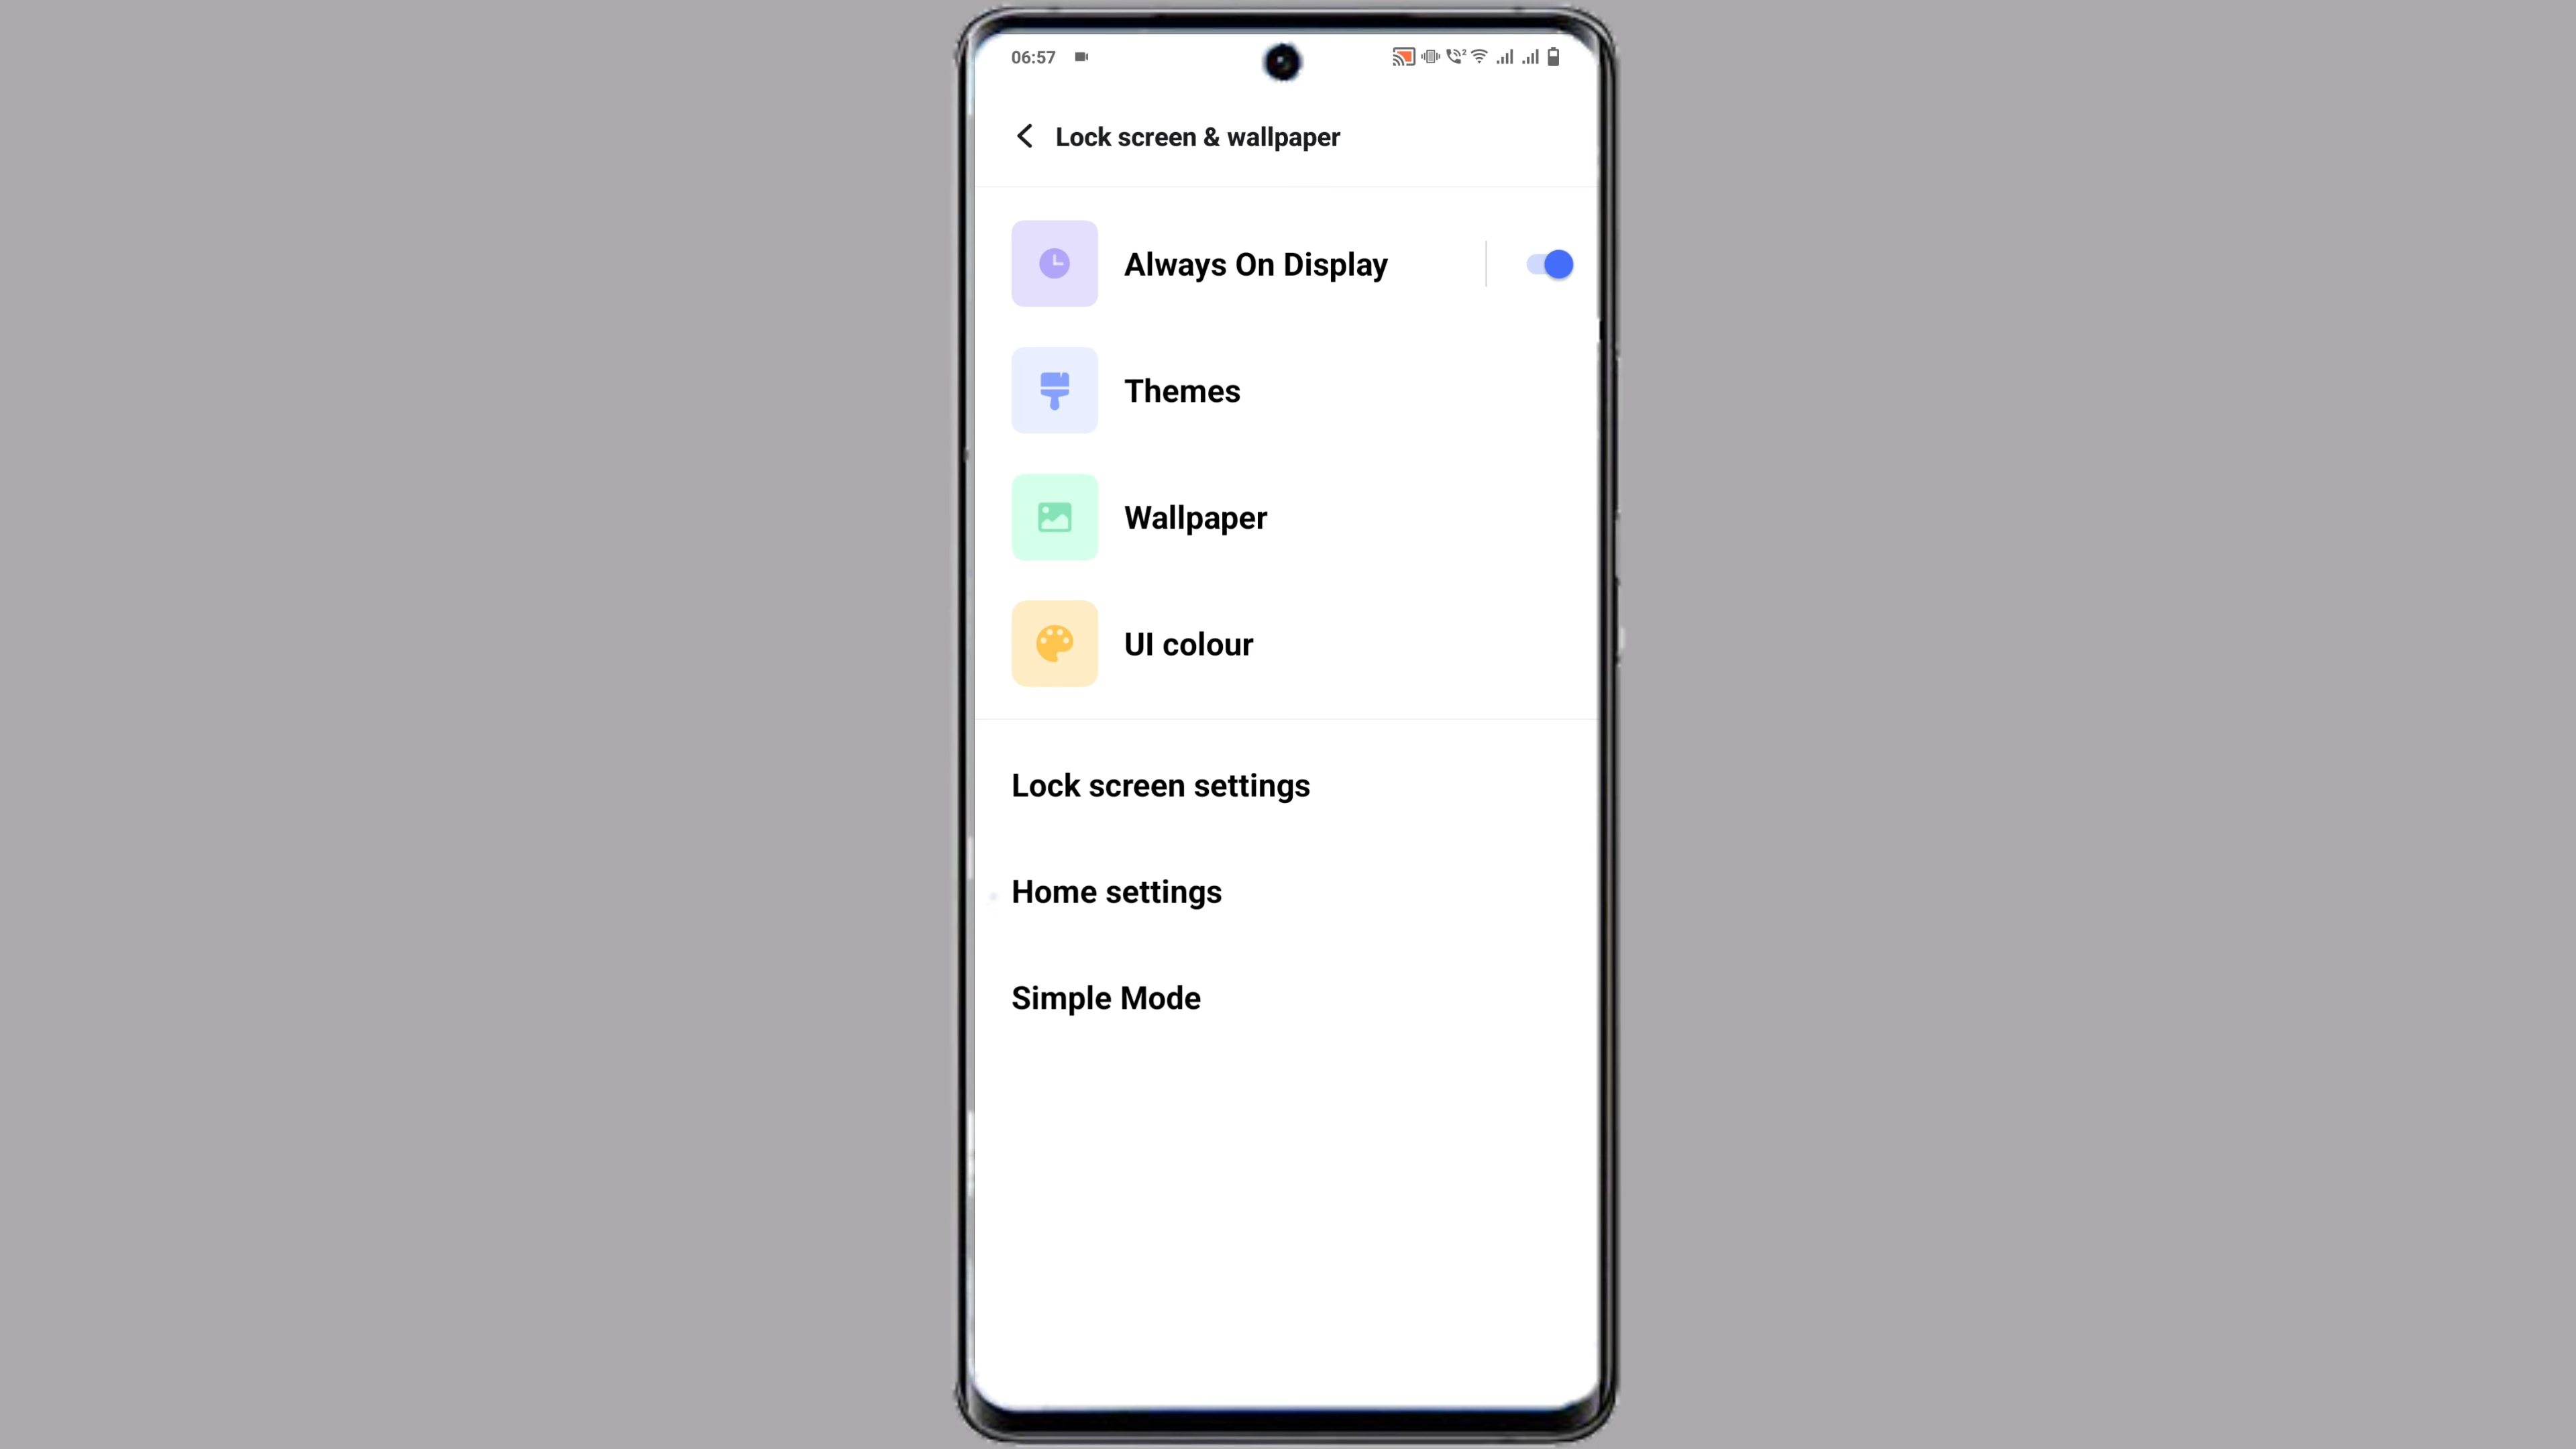 06:57
Lock screen & wallpaper
Always On Display
Themes
Wallpaper
UI colour
Lock screen settings
Home settings
Simple Mode